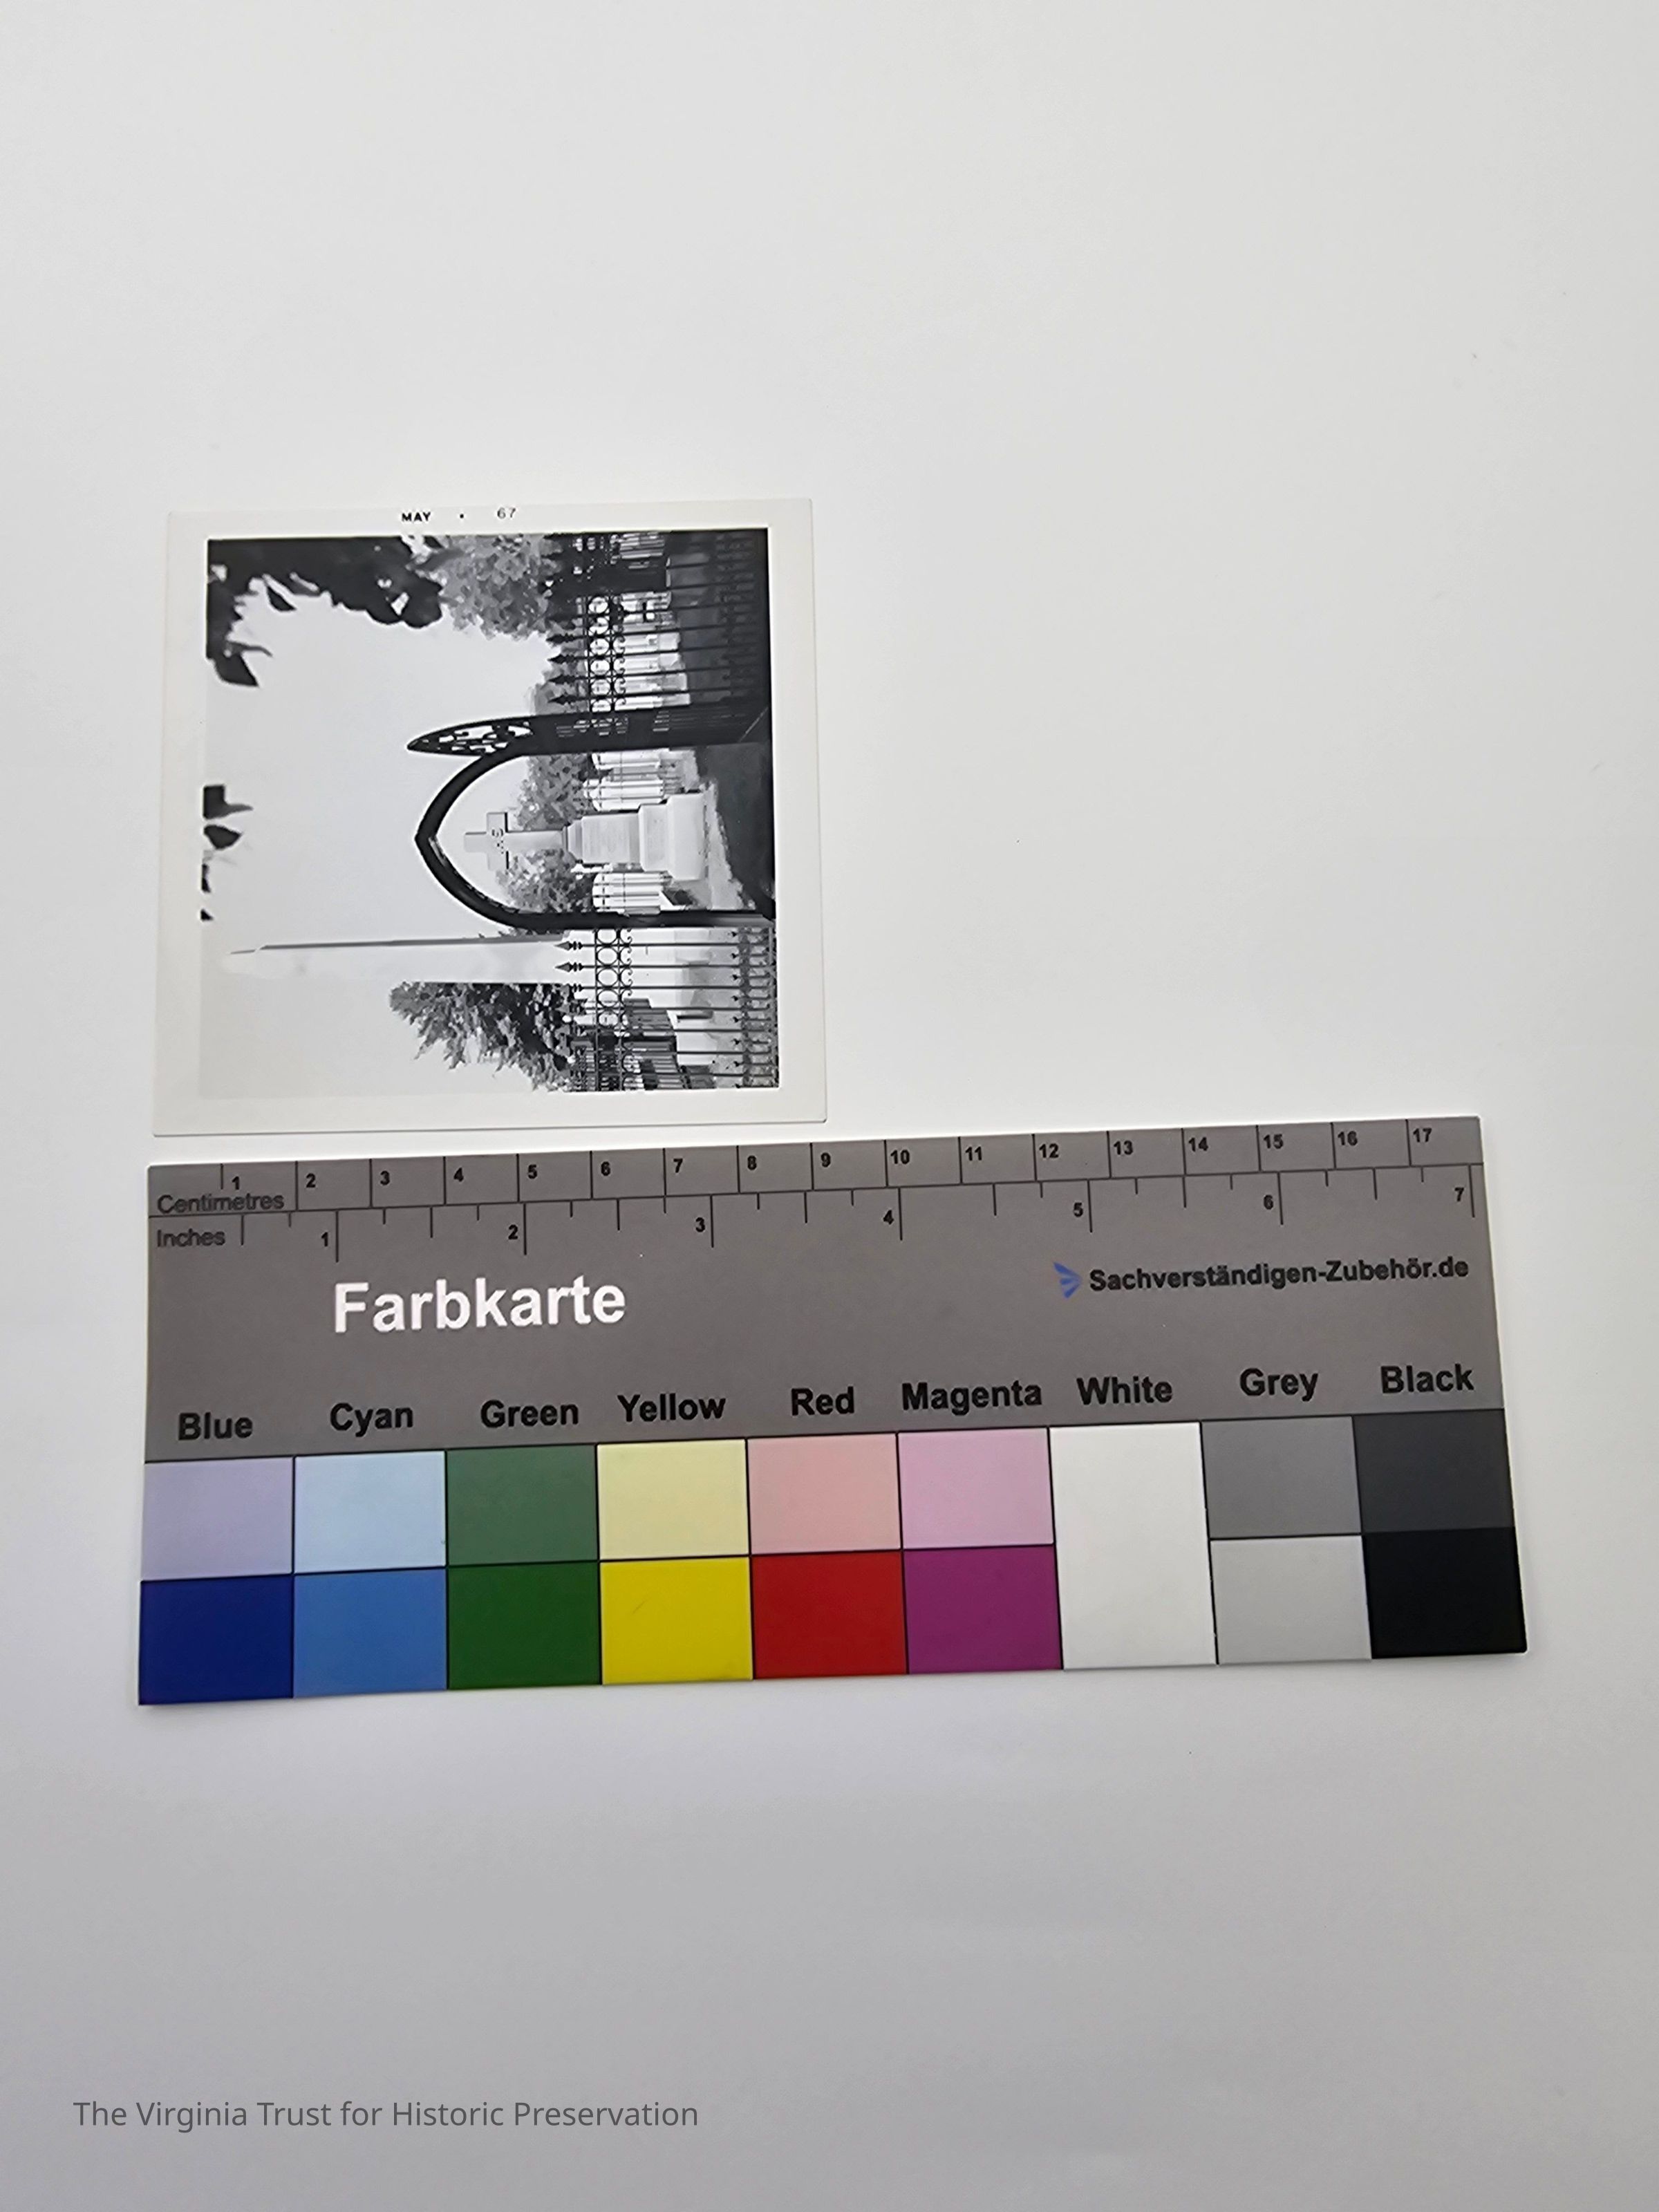 MAY • 67
1 2 3 4 5 6 7 8 9 10 11 12 13 14 15 16 17
Centimetres
Inches
1 2 3 4 5 6 7
Farbkarte
Sachverständigen-Zubehör.de
Blue Cyan Green Yellow Red Magenta White Grey Black
The Virginia Trust for Historic Preservation